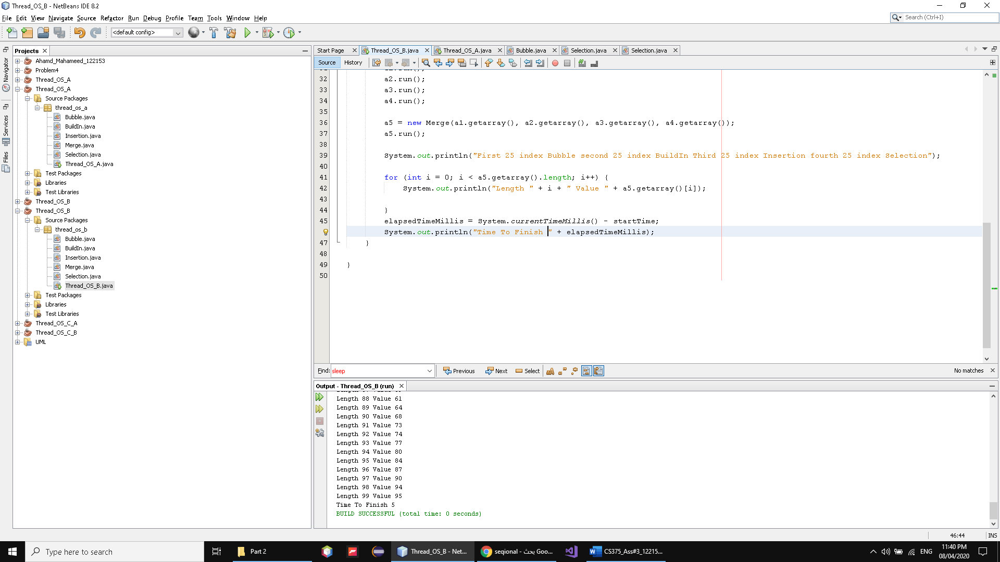 Thread_OS_B - NetBeans IDE 8.2
File Edit View Navigate Source Refactor Run Debug Profile Team Tools Window Help
Search (Ctrl+I)
<default config>
Projects
Navigator
Services
Files
Ahamd_Mahameed_122153
Problem4
Thread_OS_A
Thread_OS_A
Source Packages
thread_os_a
Bubble.java
BuildIn.java
Insertion.java
Merge.java
Selection.java
Thread_OS_A.java
Test Packages
Libraries
Test Libraries
Thread_OS_B
Thread_OS_B
Source Packages
thread_os_b
Bubble.java
BuildIn.java
Insertion.java
Merge.java
Selection.java
Thread_OS_B.java
Test Packages
Libraries
Test Libraries
Thread_OS_C_A
Thread_OS_C_B
UML
Start Page Thread_OS_B.java Thread_OS_A.java Bubble.java Selection.java Selection.java
Source History
32 a2.run();
33 a3.run();
34 a4.run();
35
36 a5 = new Merge(a1.getarray(), a2.getarray(), a3.getarray(), a4.getarray());
37 a5.run();
38
39 System.out.println("First 25 index Bubble second 25 index BuildIn Third 25 index Insertion fourth 25 index Selection");
40
41 for (int i = 0; i < a5.getarray().length; i++) {
42 System.out.println("Length " + i + " Value " + a5.getarray()[i]);
43
44 }
45 elapsedTimeMillis = System.currentTimeMillis() - startTime;
System.out.println("Time To Finish " + elapsedTimeMillis);
47 }
48
49 }
50
Find: sleep Previous Next Select No matches
Output - Thread_OS_B (run)
Length 88 Value 61
Length 89 Value 64
Length 90 Value 68
Length 91 Value 73
Length 92 Value 74
Length 93 Value 77
Length 94 Value 80
Length 95 Value 84
Length 96 Value 87
Length 97 Value 90
Length 98 Value 94
Length 99 Value 95
Time To Finish 5
BUILD SUCCESSFUL (total time: 0 seconds)
46:44 INS
Type here to search
Part 2
Thread_OS_B - Net...
seqional - بحث Goo...
CS375_Ass#3_12215...
ENG
11:40 PM
08/04/2020